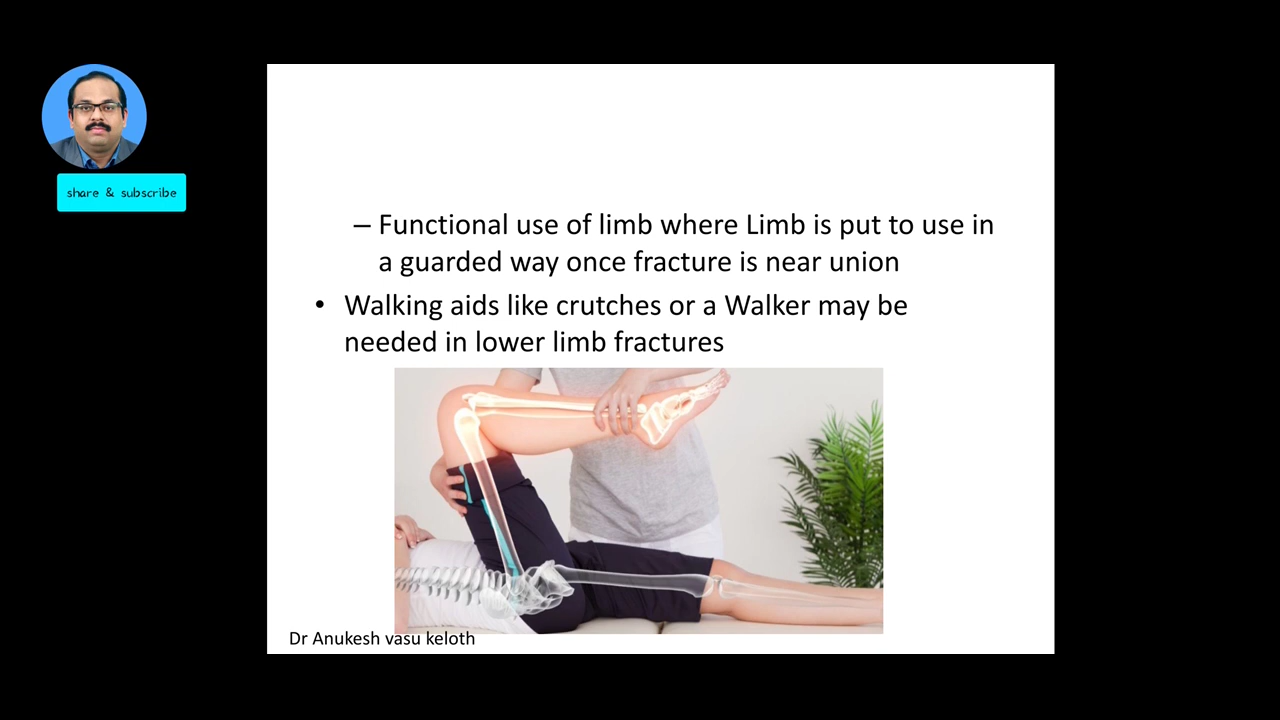 share & subscribe
– Functional use of limb where Limb is put to use in
a guarded way once fracture is near union
• Walking aids like crutches or a Walker may be
needed in lower limb fractures
Dr Anukesh vasu keloth